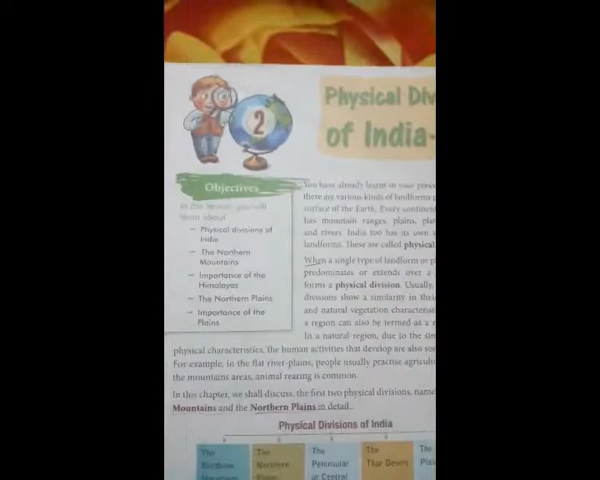 2
Physical Div
of India-
Objectives
In this lesson, you will
learn about
— Physical divisions of
India
— The Northern
Mountains
— Importance of the
Himalayas
— The Northern Plains
— Importance of the
Plains
You have already learnt in your prev
there are various kinds of landforms
surface of the Earth. Every continent
has mountain ranges, plains, plat
and rivers. India too has its own
landforms. These are called physical
When a single type of landform or p
predominates or extends over a
forms a physical division. Usually,
divisions show a similarity in thei
and natural vegetation characterist
a region can also be termed as a
In a natural region, due to the sim
physical characteristics, the human activities that develop are also
For example, in the flat river-plains, people usually practise agricult
the mountains areas, animal rearing is common.
In this chapter, we shall discuss, the first two physical divisions, name
Mountains and the Northern Plains in detail.
Physical Divisions of India
The
Northern
Mountains
The
Northern
Plains
The
Peninsular
or Central
The
Thar Desert
The
Plai